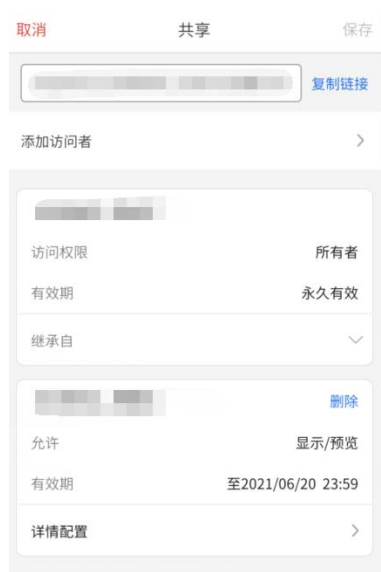 取消 共享 保存
复制链接
添加访问者
访问权限 所有者
有效期 永久有效
继承自
删除
允许 显示/预览
有效期 至2021/06/20 23:59
详情配置